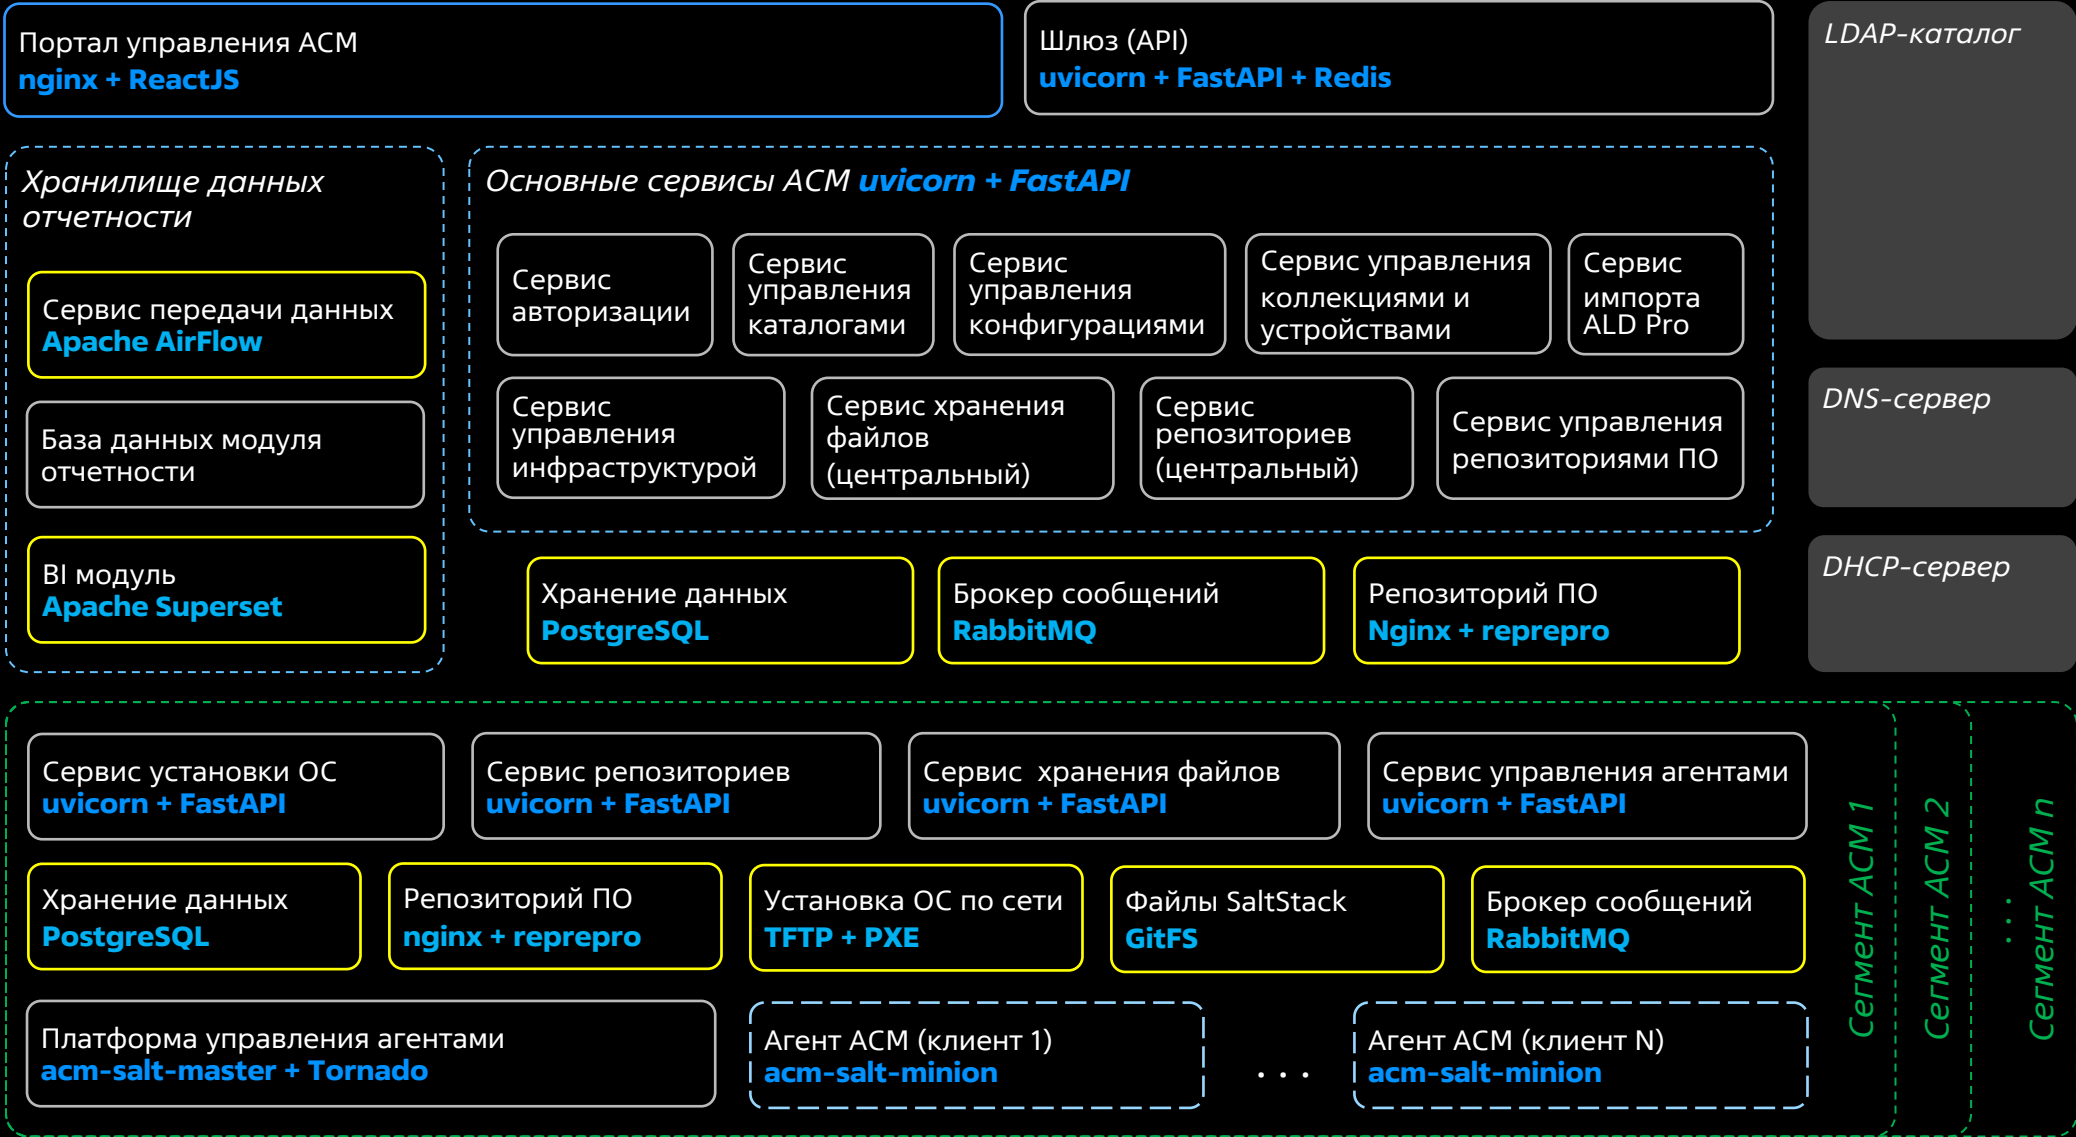 Портал управления ACM
nginx + ReactJS
Шлюз (API)
uvicorn + FastAPI + Redis
LDAP-каталог
Хранилище данных
отчетности
Сервис передачи данных
Apache AirFlow
База данных модуля
отчетности
BI модуль
Apache Superset
Основные сервисы ACM uvicorn + FastAPI
Сервис
авторизации
Сервис
управления
каталогами
Сервис
управления
конфигурациями
Сервис управления
коллекциями и
устройствами
Сервис
импорта
ALD Pro
Сервис
управления
инфраструктурой
Сервис хранения
файлов
(центральный)
Сервис
репозиториев
(центральный)
Сервис управления
репозиториями ПО
DNS-сервер
DHCP-сервер
Хранение данных
PostgreSQL
Брокер сообщений
RabbitMQ
Репозиторий ПО
Nginx + reprepro
Сервис установки ОС
uvicorn + FastAPI
Сервис репозиториев
uvicorn + FastAPI
Сервис хранения файлов
uvicorn + FastAPI
Сервис управления агентами
uvicorn + FastAPI
Хранение данных
PostgreSQL
Репозиторий ПО
nginx + reprepro
Установка ОС по сети
TFTP + PXE
Файлы SaltStack
GitFS
Брокер сообщений
RabbitMQ
Платформа управления агентами
acm-salt-master + Tornado
Агент ACM (клиент 1)
acm-salt-minion
. . .
Агент ACM (клиент N)
acm-salt-minion
Сегмент ACM 1
Сегмент ACM 2
. . .
Сегмент ACM n